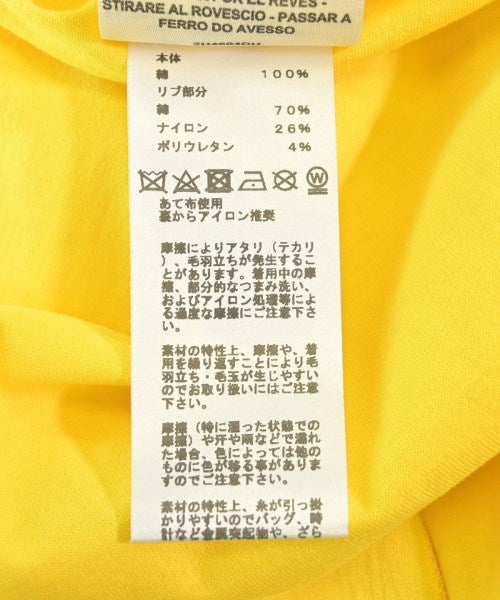 STIRARE AL ROVESCIO - PASSAR A
FERRO DO AVESSO
本体
綿 100%
リブ部分
綿 70%
ナイロン 26%
ポリウレタン 4%
W
あて布使用
裏からアイロン推奨
摩擦によりアタリ（テカリ
）、毛羽立ちが発生するこ
とがあります。着用中の摩
擦、部分的なつまみ洗い、
およびアイロン処理等によ
る過度な摩擦にご注意下さ
い。
素材の特性上、摩擦や、着
用を繰り返すことにより毛
羽立ち・毛玉が生じやすい
のでお取り扱いにはご注意
下さい。
摩擦（特に湿った状態での
摩擦）や汗や雨などで濡れ
た場合、色によっては他の
ものに色が移る事がありま
すのでご注意下さい。
素材の特性上、糸が引っ掛
かりやすいのでバッグ、時
計など金属突起物や、ざら